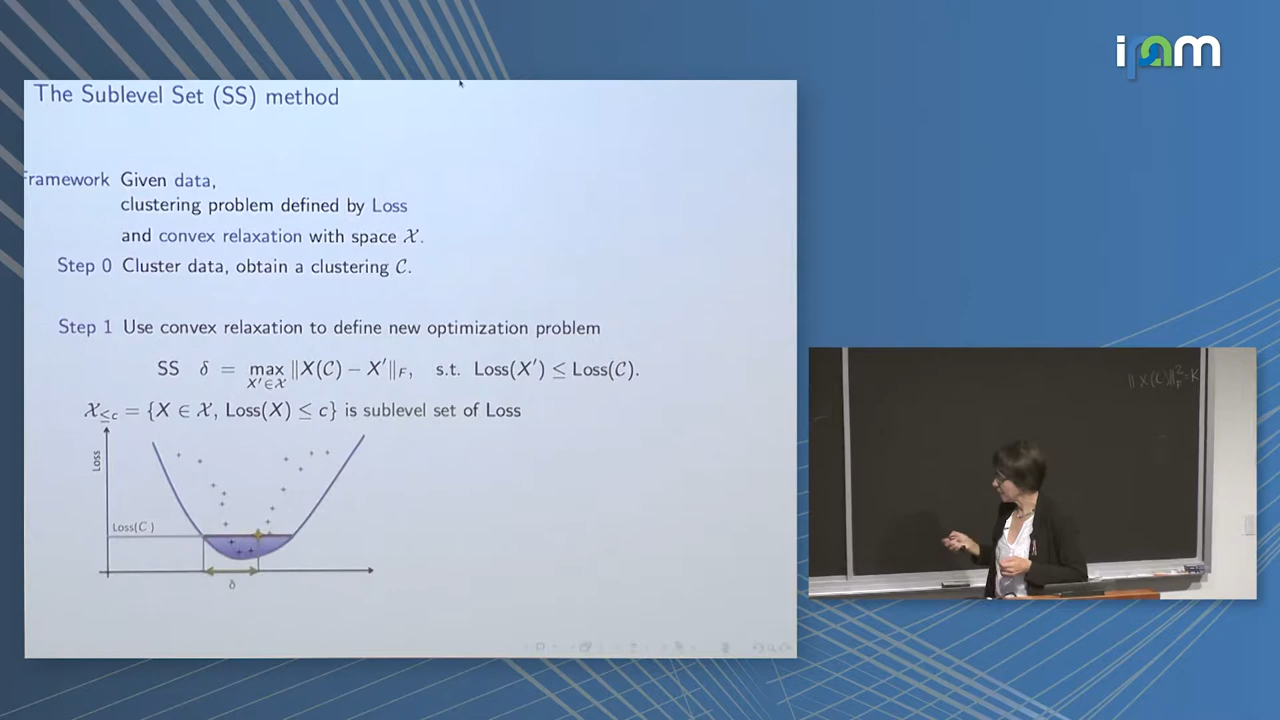 ipam
The Sublevel Set (SS) method
Framework Given data,
clustering problem defined by Loss
and convex relaxation with space 𝒳.
Step 0 Cluster data, obtain a clustering 𝒞.
Step 1 Use convex relaxation to define new optimization problem
SS δ = max_{X′∈𝒳} ||X(𝒞) − X′||_F, s.t. Loss(X′) ≤ Loss(𝒞).
𝒳_{≤c} = {X ∈ 𝒳, Loss(X) ≤ c} is sublevel set of Loss
Loss
Loss(C )
δ
|| X(C)||²_F = K